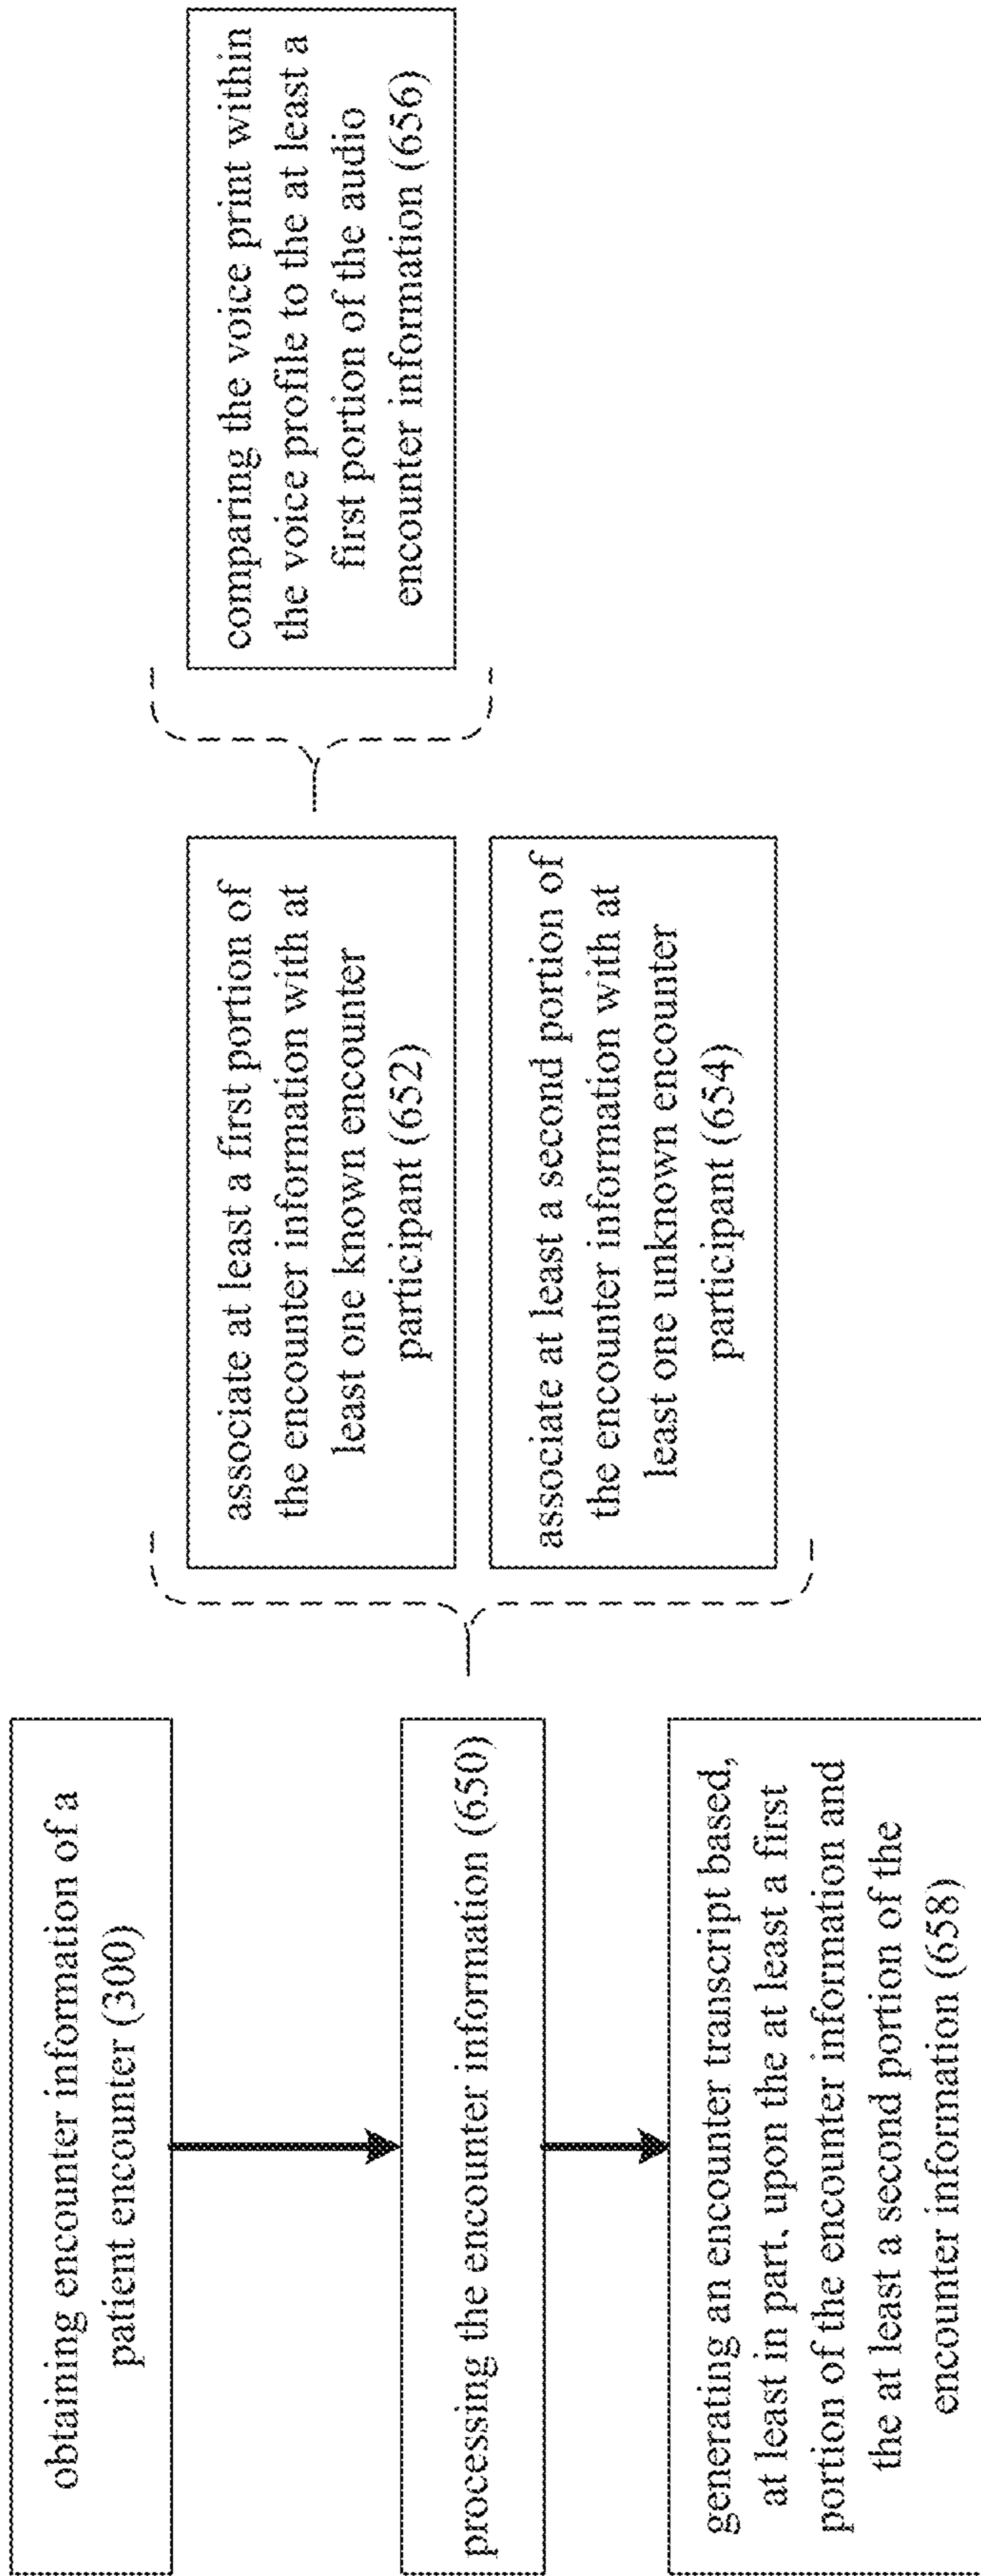 obtaining encounter information of a
patient encounter (300)
processing the encounter information (650)
generating an encounter transcript based,
at least in part, upon the at least a first
portion of the encounter information and
the at least a second portion of the
encounter information (658)
associate at least a first portion of
the encounter information with at
least one known encounter
participant (652)
associate at least a second portion of
the encounter information with at
least one unknown encounter
participant (654)
comparing the voice print within
the voice profile to the at least a
first portion of the audio
encounter information (656)